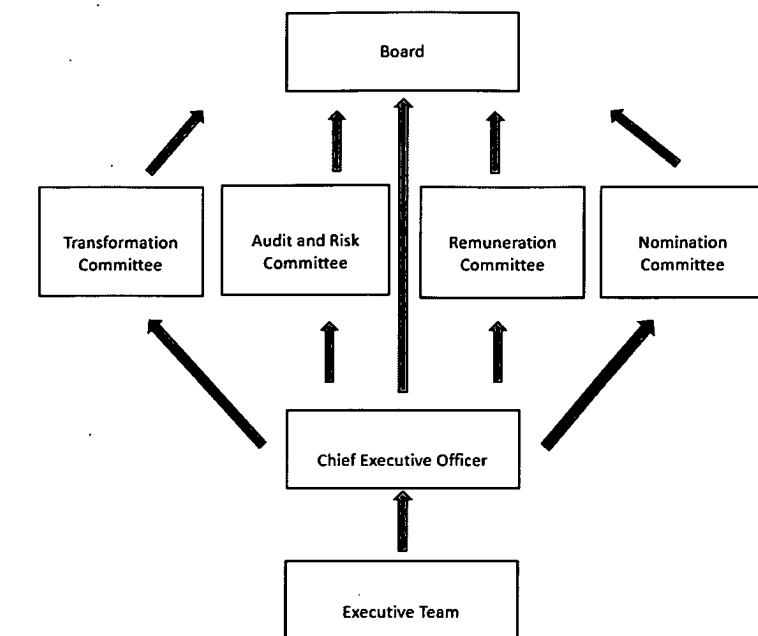 Board
Transformation
Committee
Audit and Risk
Committee
Remuneration
Committee
Nomination
Committee
Chief Executive Officer
Executive Team